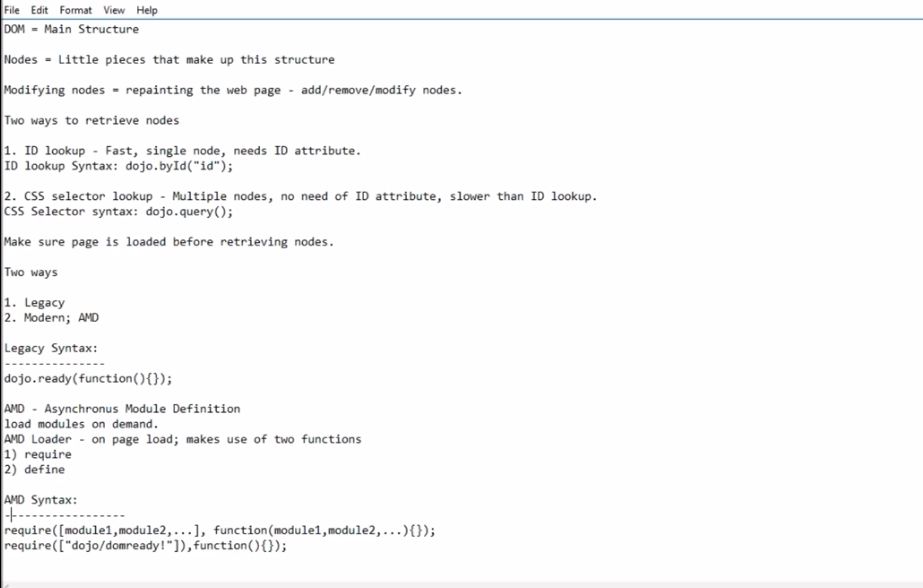 File Edit Format View Help
DOM = Main Structure
Nodes = Little pieces that make up this structure
Modifying nodes = repainting the web page - add/remove/modify nodes.
Two ways to retrieve nodes
1. ID lookup - Fast, single node, needs ID attribute.
ID lookup Syntax: dojo.byId("id");
2. CSS selector lookup - Multiple nodes, no need of ID attribute, slower than ID lookup.
CSS Selector syntax: dojo.query();
Make sure page is loaded before retrieving nodes.
Two ways
1. Legacy
2. Modern; AMD
Legacy Syntax:
---------------
dojo.ready(function(){});
AMD - Asynchronus Module Definition
load modules on demand.
AMD Loader - on page load; makes use of two functions
1) require
2) define
AMD Syntax:
------------------
require([module1,module2,...], function(module1,module2,...){});
require(["dojo/domready!"]),function(){});